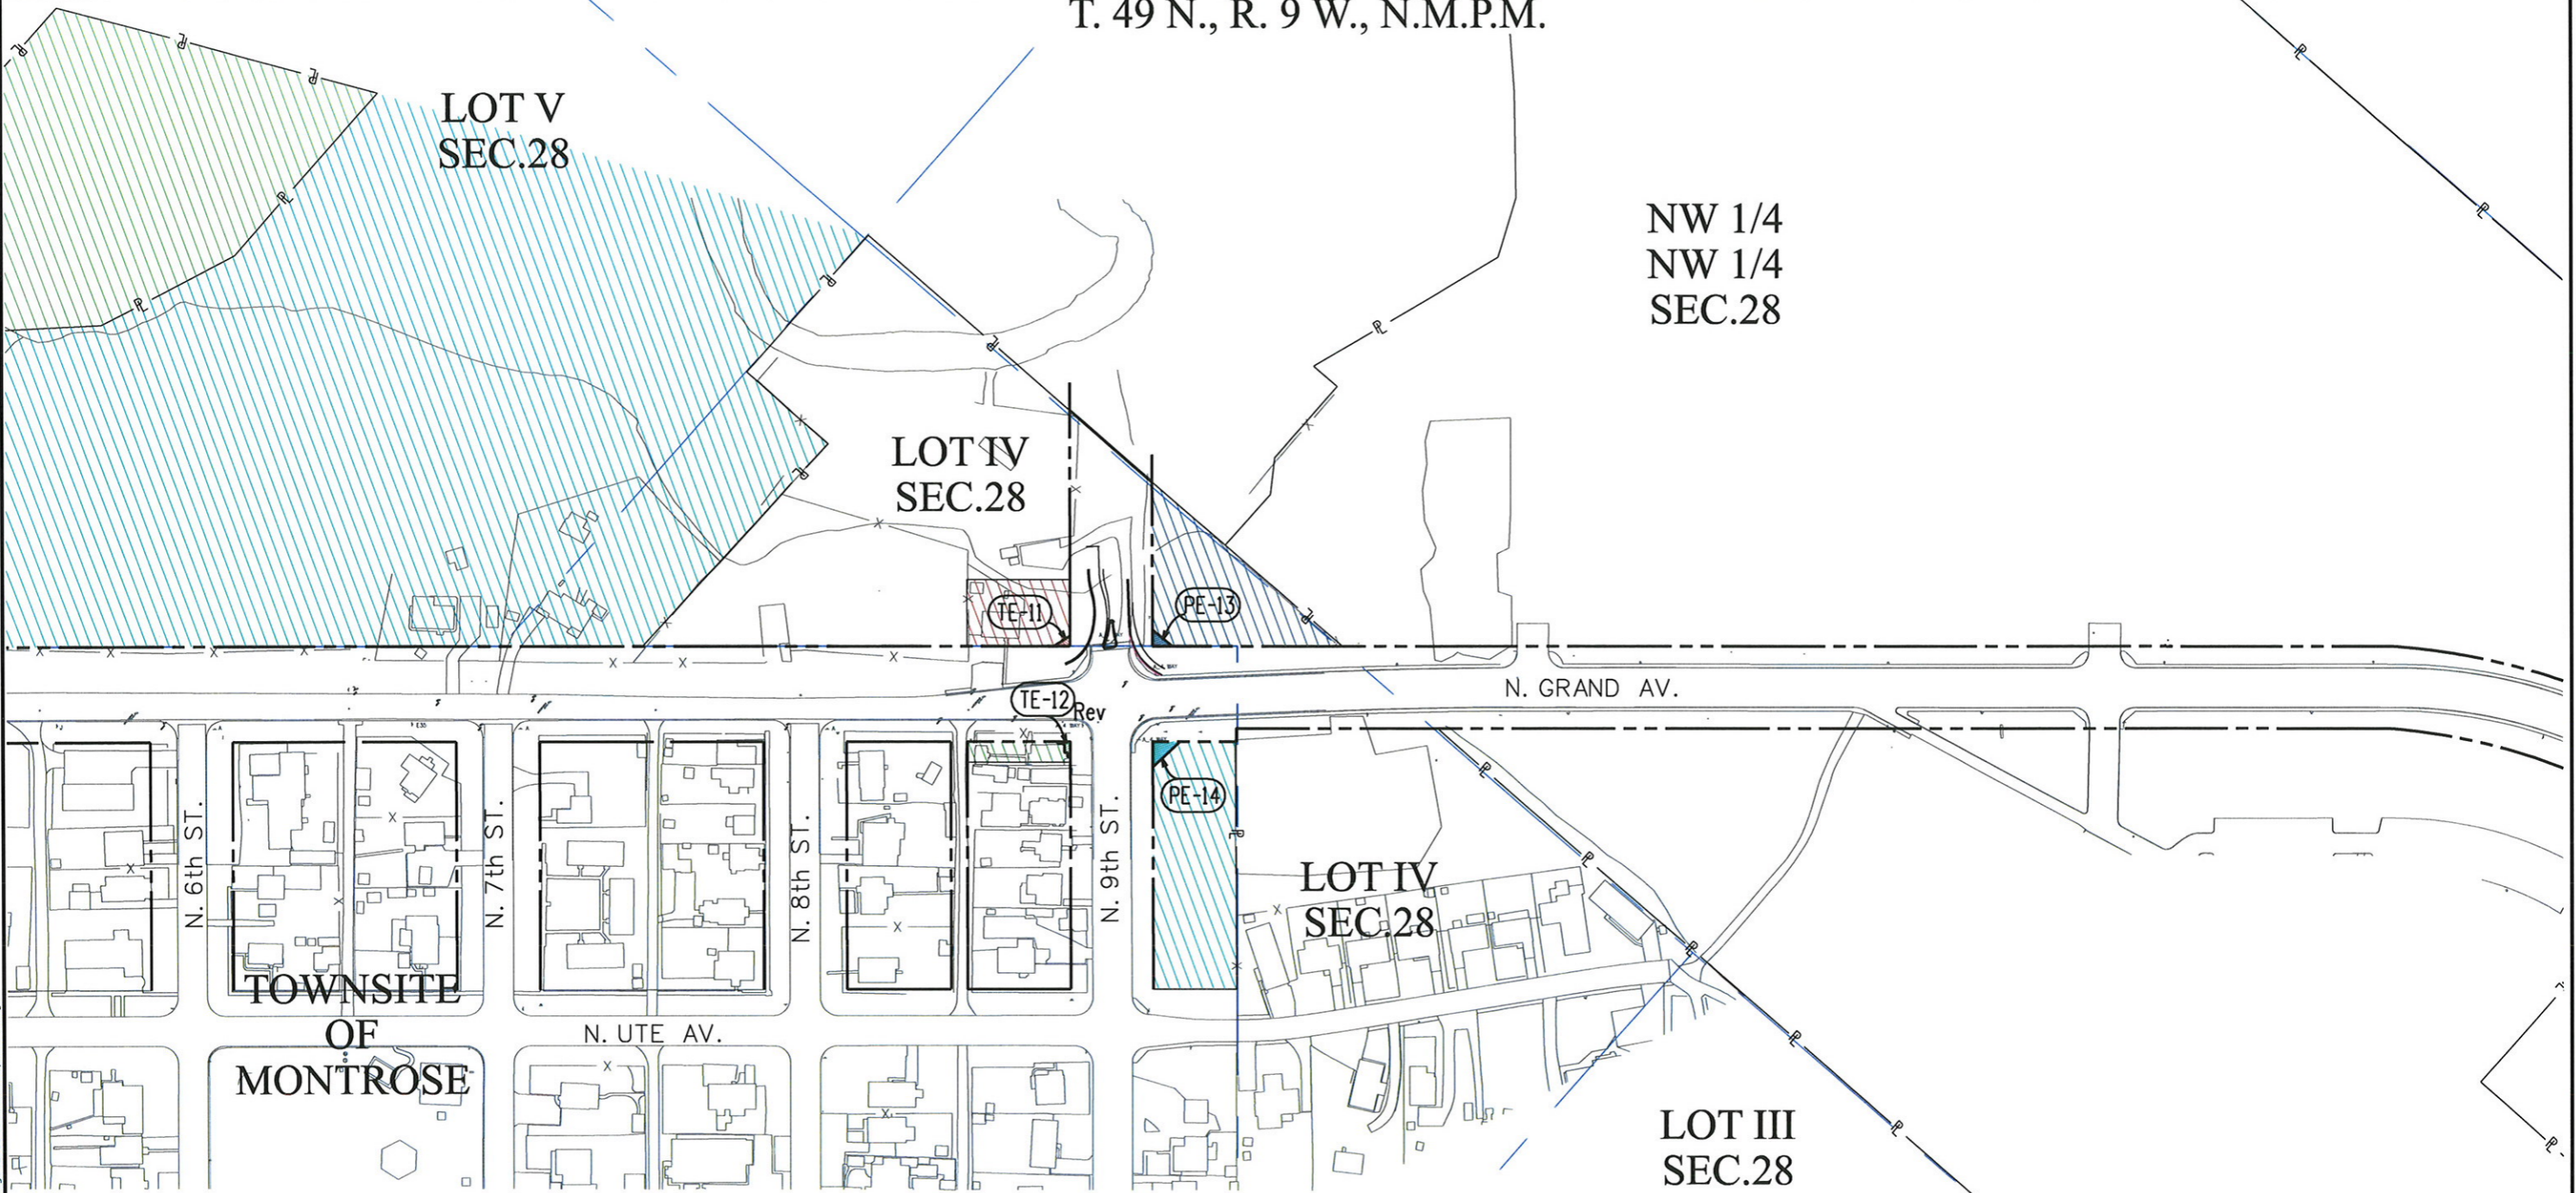 T. 49 N., R. 9 W., N.M.P.M.
LOT V
SEC.28
NW 1/4
NW 1/4
SEC.28
LOT IV
SEC.28
TE-11
PE-13
N. GRAND AV.
TE-12
Rev
PE-14
N. 6th ST.
N. 7th ST.
N. 8th ST.
N. 9th ST.
LOT IV
SEC.28
TOWNSITE
OF
MONTROSE
N. UTE AV.
LOT III
SEC.28